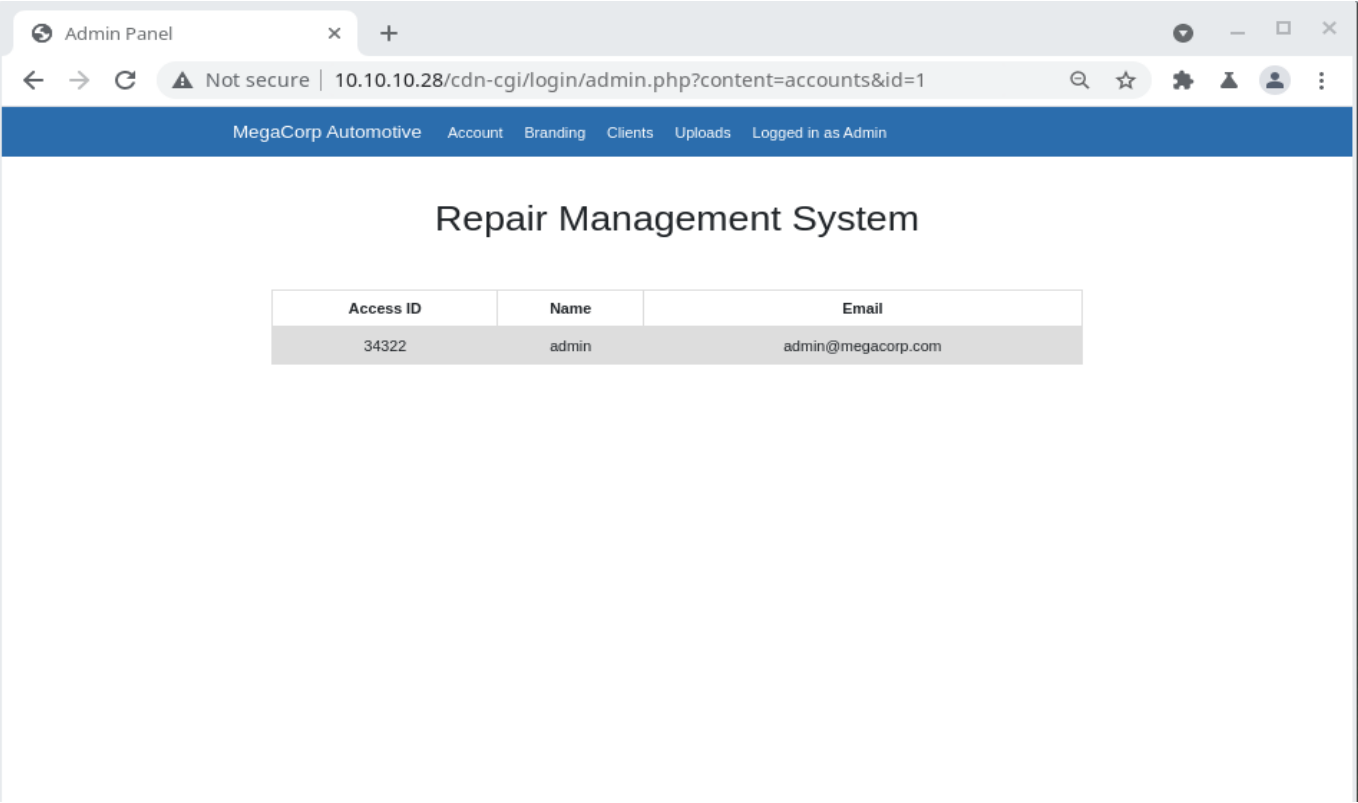 Admin Panel
Not secure | 10.10.10.28/cdn-cgi/login/admin.php?content=accounts&id=1
MegaCorp Automotive Account Branding Clients Uploads Logged in as Admin
Repair Management System
Access ID Name Email
34322 admin admin@megacorp.com